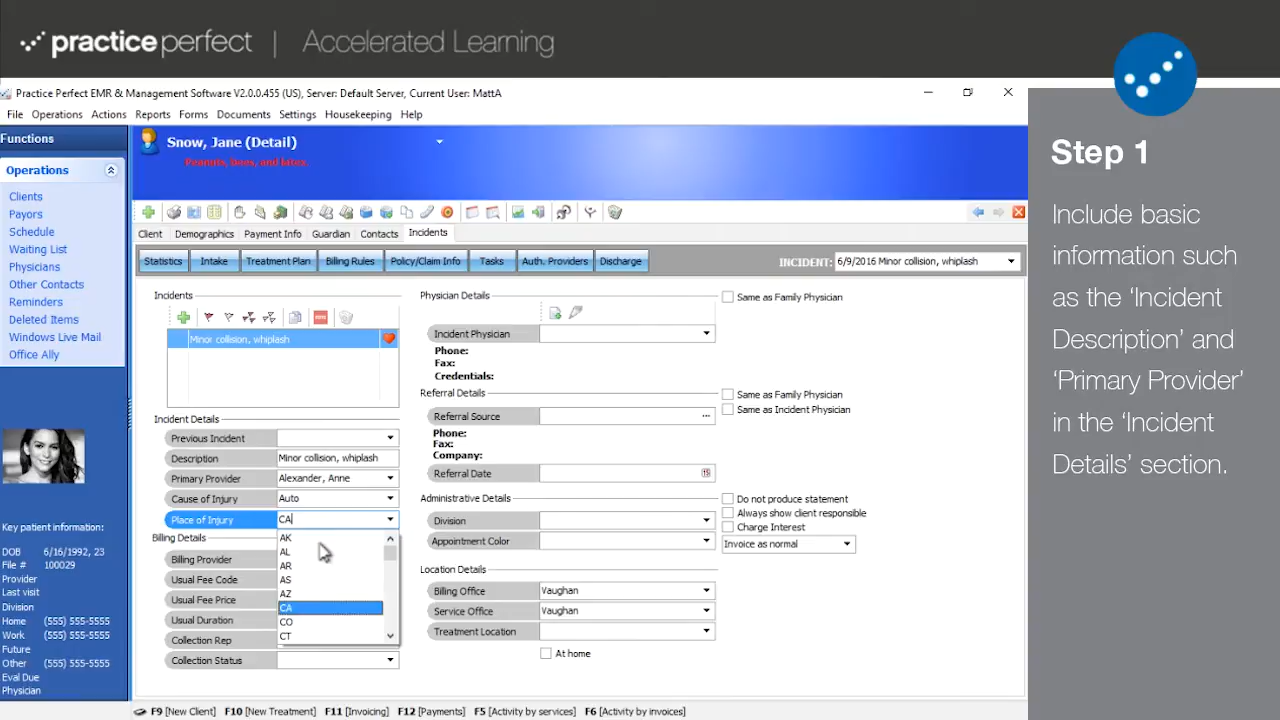 practiceperfect | Accelerated Learning
Practice Perfect EMR & Management Software V2.0.0.455 (US), Server: Default Server, Current User: MattA
File Operations Actions Reports Forms Documents Settings Housekeeping Help
Functions
Operations
Clients
Payors
Schedule
Waiting List
Physicians
Other Contacts
Reminders
Deleted Items
Windows Live Mail
Office Ally
Key patient information:
DOB 6/16/1992, 23
File # 100029
Provider
Last visit
Division
Home (555) 555-5555
Work (555) 555-5555
Future
Other (555) 555-5555
Eval Due
Physician
Snow, Jane (Detail)
Peanuts, Bees, and latex.
Client Demographics Payment Info Guardian Contacts Incidents
Statistics Intake Treatment Plan Billing Rules Policy/Claim Info Tasks Auth. Providers Discharge INCIDENT: 6/9/2016 Minor collision, whiplash
Incidents
Minor collision, whiplash
Incident Details
Previous Incident
Description Minor collision, whiplash
Primary Provider Alexander, Anne
Cause of Injury Auto
Place of Injury CA
AK
AL
AR
AS
AZ
CA
CO
CT
Billing Details
Billing Provider
Usual Fee Code
Usual Fee Price
Usual Duration
Collection Rep
Collection Status
Physician Details
Same as Family Physician
Incident Physician
Phone:
Fax:
Credentials:
Referral Details
Same as Family Physician
Same as Incident Physician
Referral Source ...
Phone:
Fax:
Company:
Referral Date
Administrative Details
Do not produce statement
Always show client responsible
Charge Interest
Division
Appointment Color
Invoice as normal
Location Details
Billing Office Vaughan
Service Office Vaughan
Treatment Location
At home
F9 [New Client] F10 [New Treatment] F11 [Invoicing] F12 [Payments] F5 [Activity by services] F6 [Activity by invoices]
Step 1
Include basic
information such
as the ‘Incident
Description’ and
‘Primary Provider’
in the ‘Incident
Details’ section.